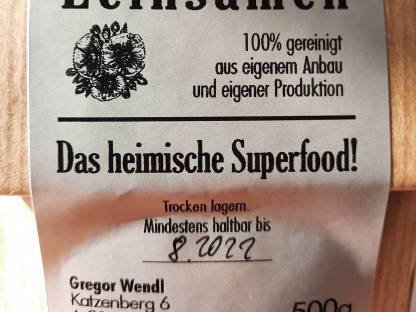 Leinsamen
100% gereinigt
aus eigenem Anbau
und eigener Produktion
Das heimische Superfood!
Trocken lagern.
Mindestens haltbar bis
8.2022
Gregor Wendl
Katzenberg 6
500g